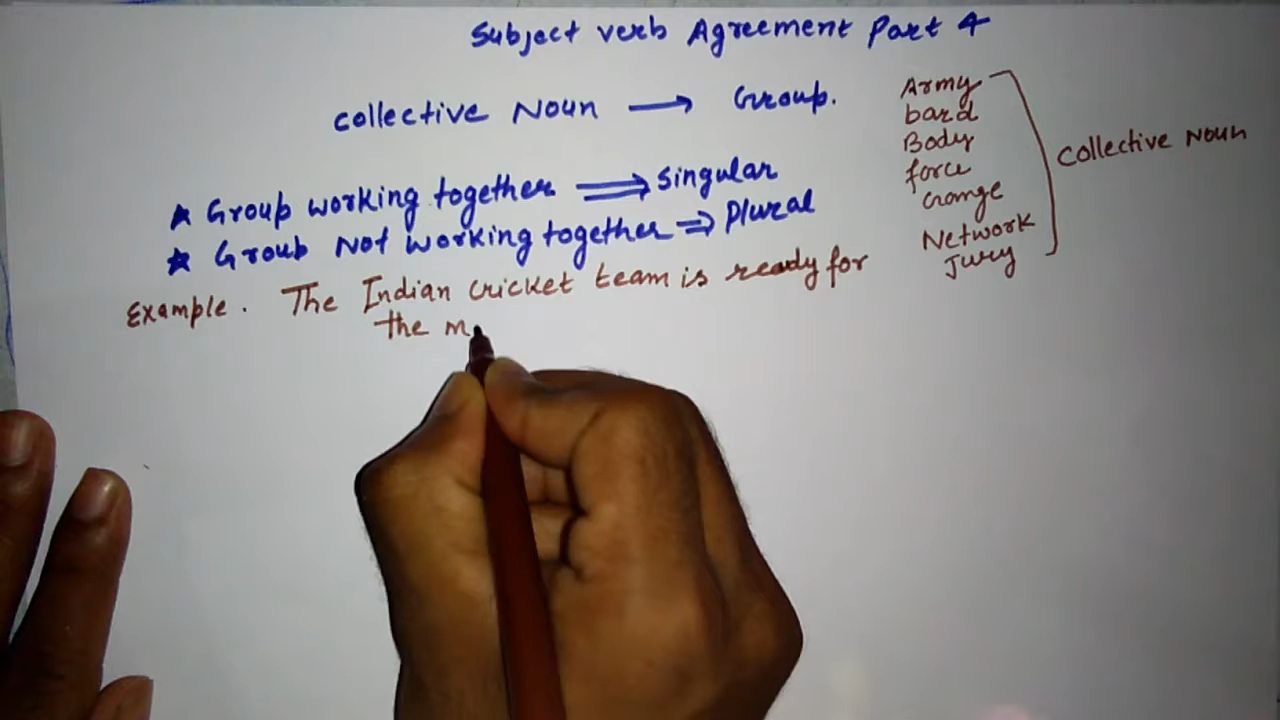 Subject verb Agreement Part 4
collective Noun → Group.
★ Group working together ⇒ Singular
★ Group Not working together ⇒ Plural
Example. The Indian cricket team is ready for
the m
Army
band
Body
force
Network
Jury
Collective Noun